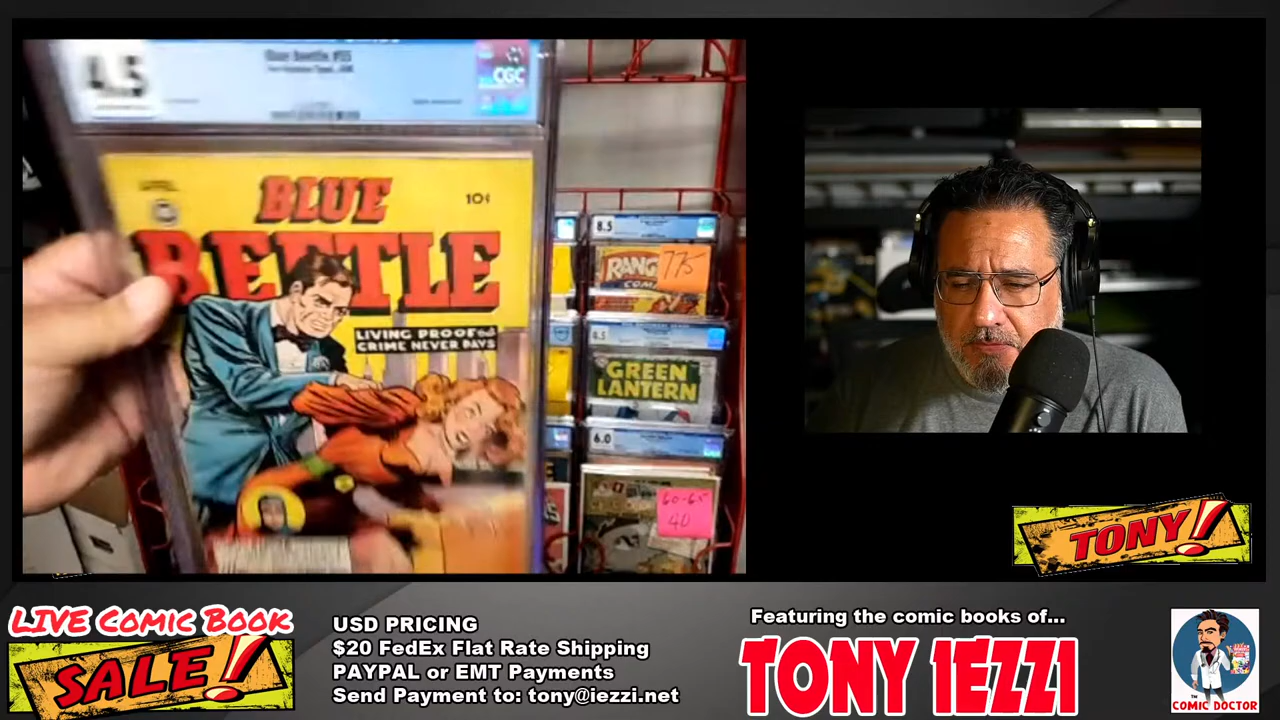 4.5
Blue Beetle #55
CGC
BLUE
10¢
BEETLE
LIVING PROOF that
CRIME NEVER PAYS
8.5
RANG
775
COMI
8.5
GREEN
LANTERN
6.0
60-65
40
TONY!
LIVE COMIC BOOK
SALE!
USD PRICING
$20 FedEx Flat Rate Shipping
PAYPAL or EMT Payments
Send Payment to: tony@iezzi.net
Featuring the comic books of...
TONY IEZZI
THE
COMIC DOCTOR